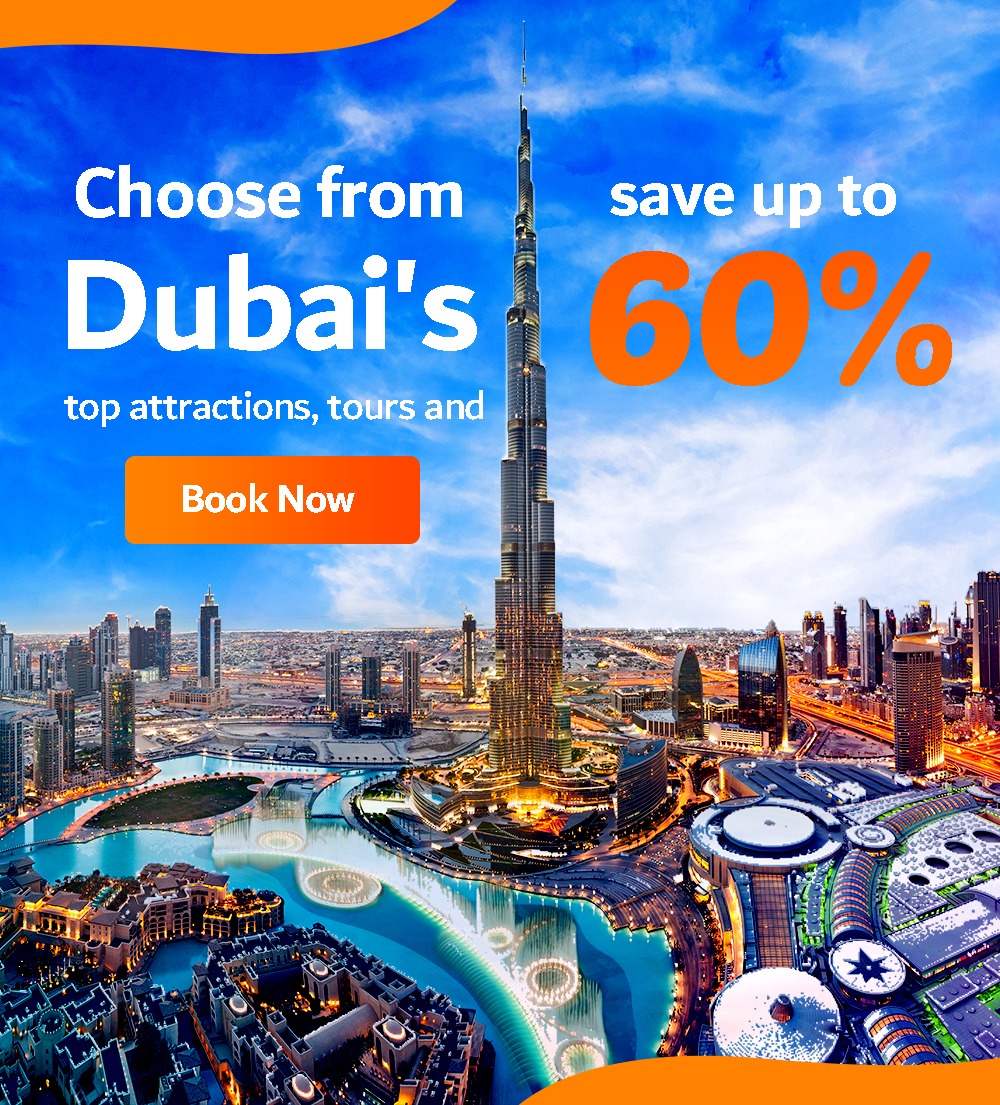 Choose from
Dubai's
top attractions, tours and
Book Now
save up to
60%